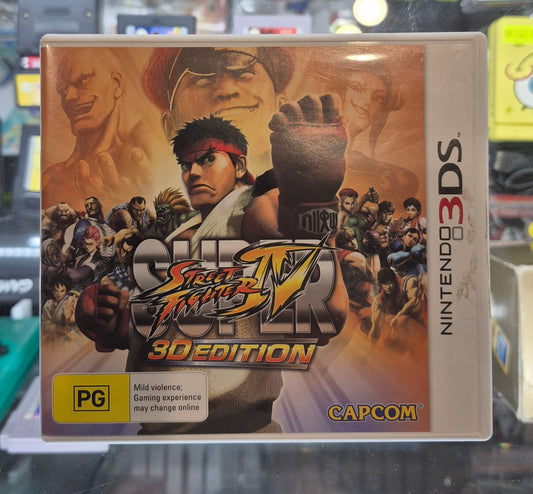 SUPER
STREET
FIGHTER IV
3D EDITION
PG
Mild violence;
Gaming experience
may change online
CAPCOM
NINTENDO 3DS